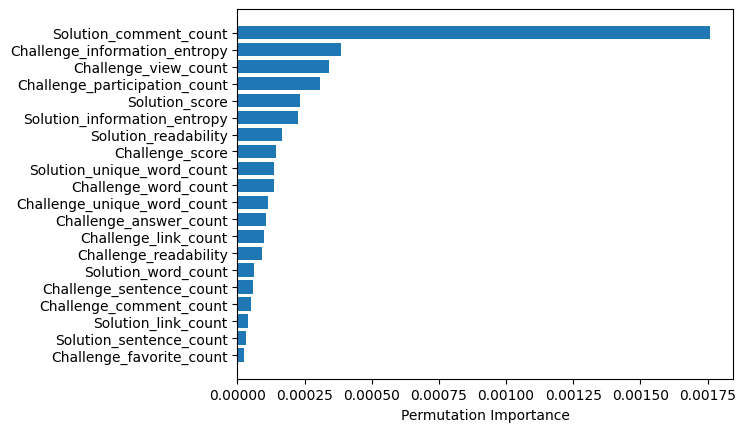 Solution_comment_count
Challenge_information_entropy
Challenge_view_count
Challenge_participation_count
Solution_score
Solution_information_entropy
Solution_readability
Challenge_score
Solution_unique_word_count
Challenge_word_count
Challenge_unique_word_count
Challenge_answer_count
Challenge_link_count
Challenge_readability
Solution_word_count
Challenge_sentence_count
Challenge_comment_count
Solution_link_count
Solution_sentence_count
Challenge_favorite_count
0.00000 0.00025 0.00050 0.00075 0.00100 0.00125 0.00150 0.00175
Permutation Importance